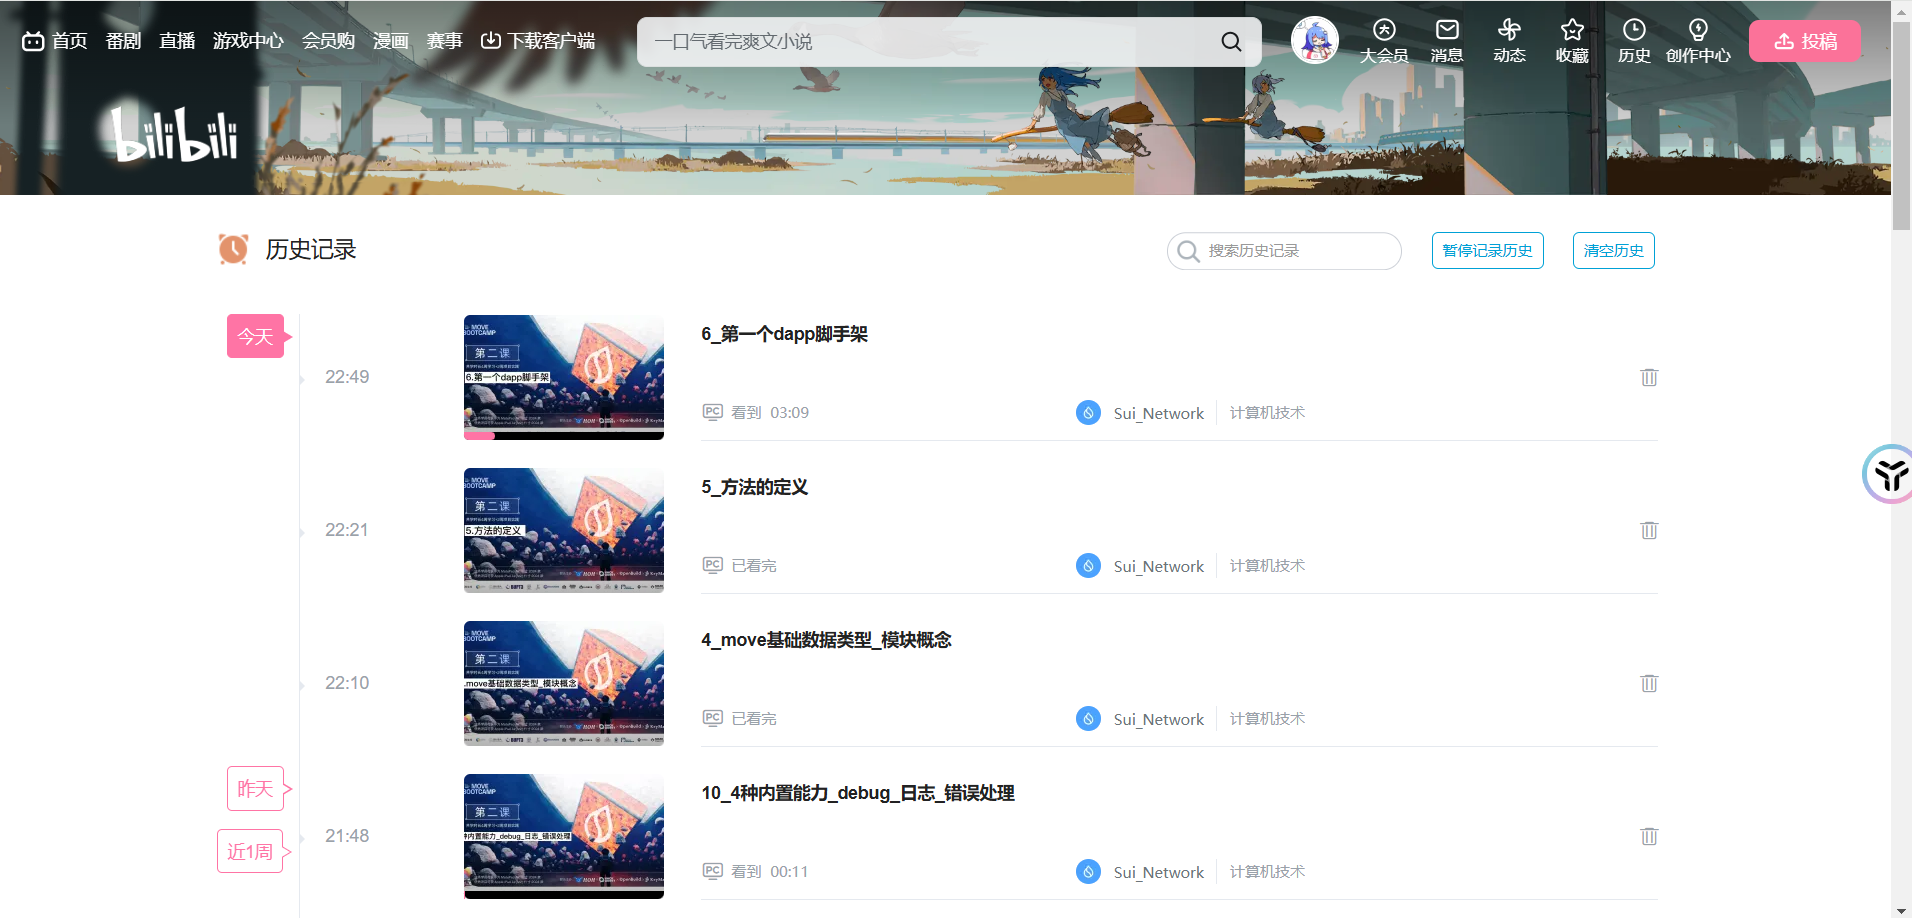 首页 番剧 直播 游戏中心 会员购 漫画 赛事 下载客户端
一口气看完爽文小说
大会员 消息 动态 收藏 历史 创作中心 投稿
bilibili
历史记录
搜索历史记录
暂停记录历史
清空历史
今天
22:49
MOVE
BOOTCAMP
第二课
6.第一个dapp脚手架
6_第一个dapp脚手架
PC 看到 03:09
Sui_Network 计算机技术
22:21
MOVE
BOOTCAMP
第二课
5.方法的定义
5_方法的定义
PC 已看完
Sui_Network 计算机技术
22:10
MOVE
BOOTCAMP
第二课
.move基础数据类型_模块概念
4_move基础数据类型_模块概念
PC 已看完
Sui_Network 计算机技术
昨天
近1周
21:48
MOVE
BOOTCAMP
第二课
种内置能力_debug_日志_错误处理
10_4种内置能力_debug_日志_错误处理
PC 看到 00:11
Sui_Network 计算机技术